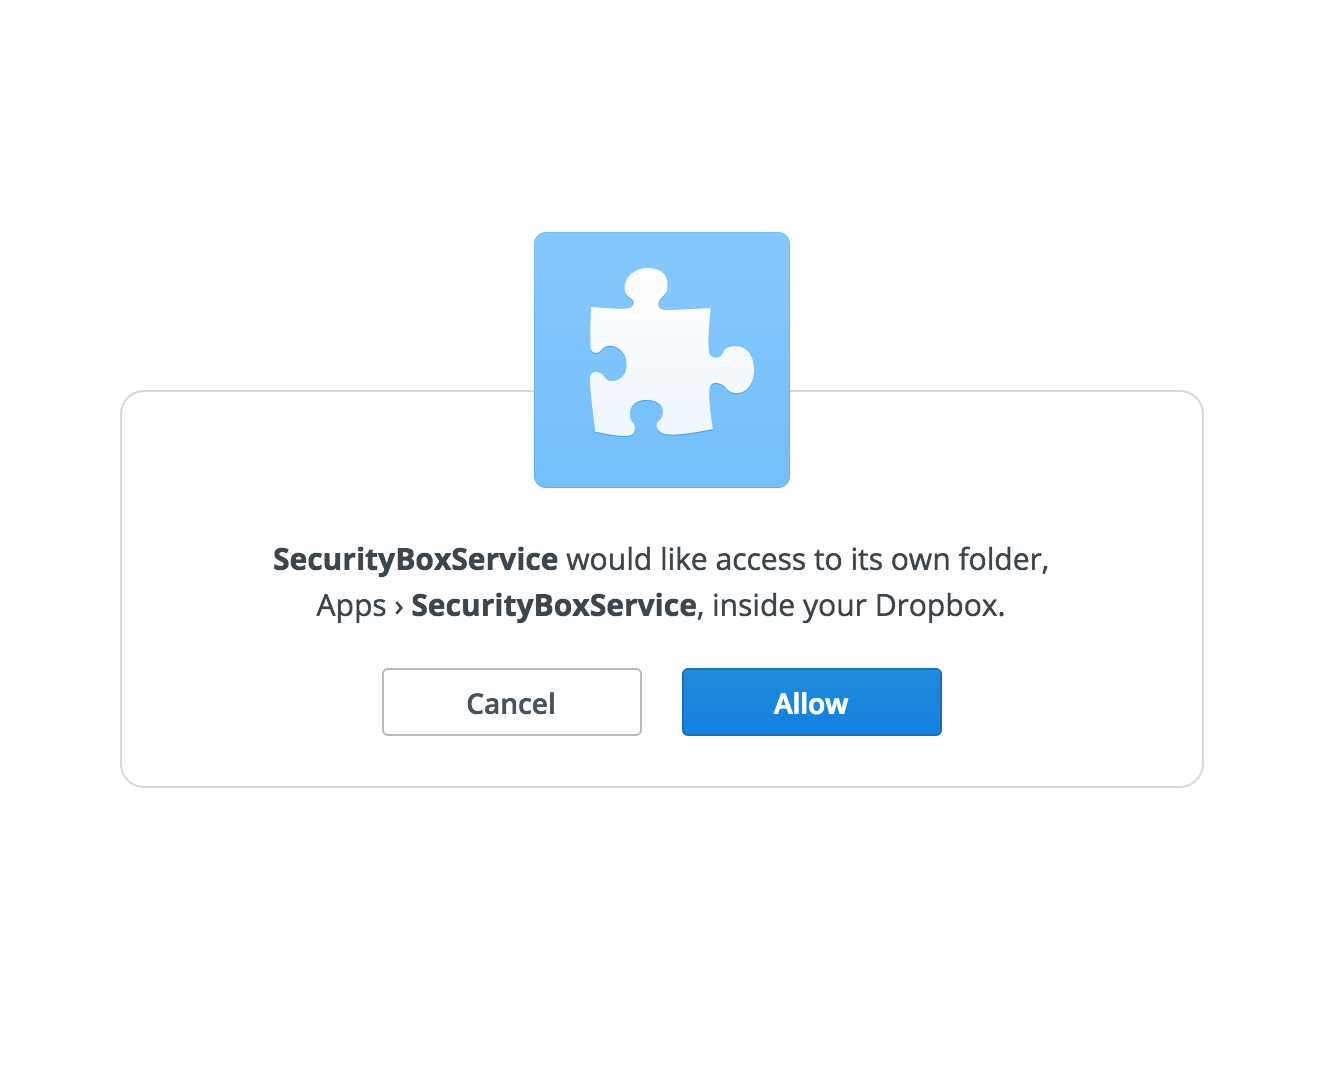 SecurityBoxService would like access to its own folder,
Apps › SecurityBoxService, inside your Dropbox.
Cancel
Allow